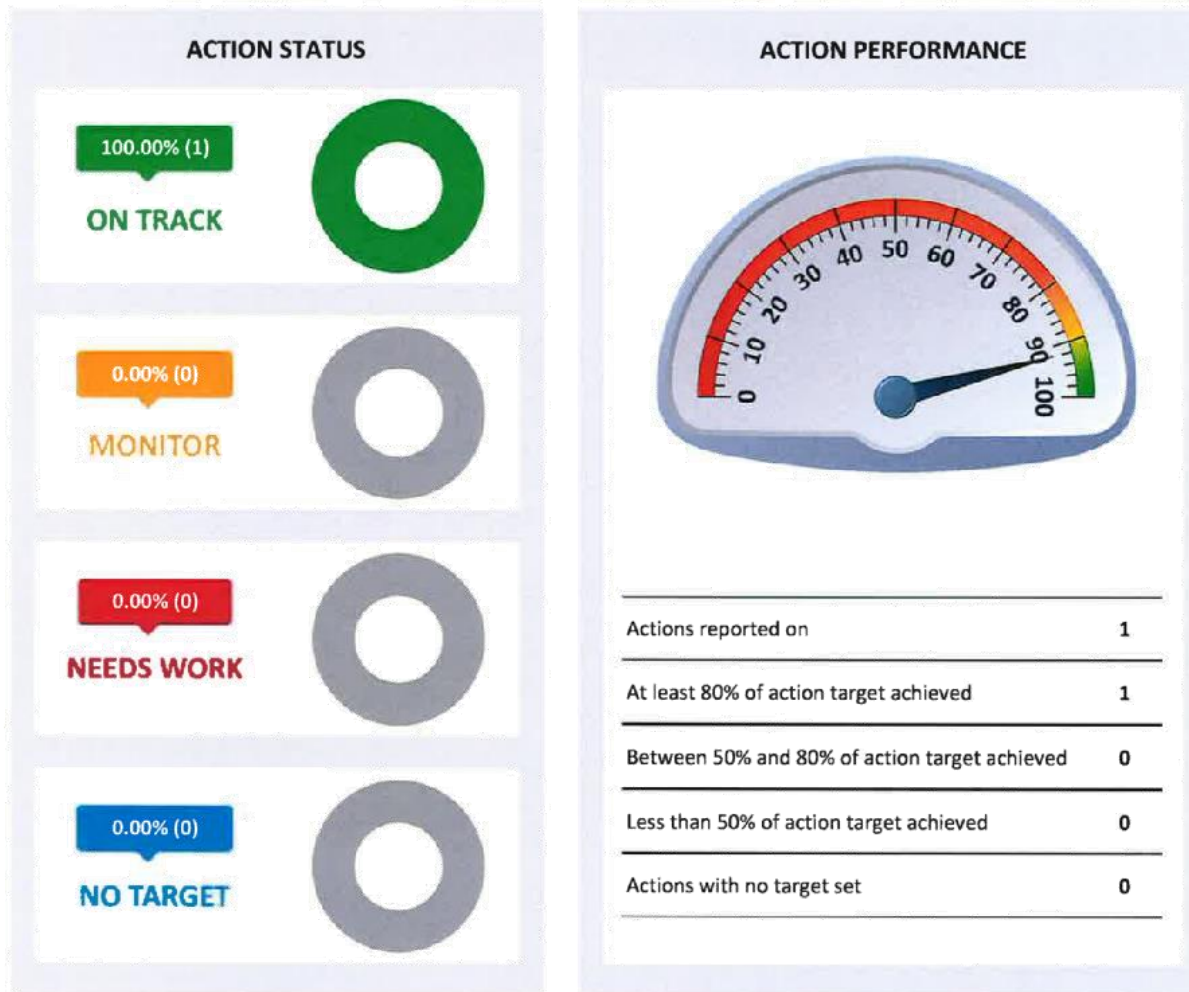 ACTION STATUS
100.00% (1)
ON TRACK
0.00% (0)
MONITOR
0.00% (0)
NEEDS WORK
0.00% (0)
NO TARGET
ACTION PERFORMANCE
0
10
20
30
40
50
60
70
80
90
100
Actions reported on 1
At least 80% of action target achieved 1
Between 50% and 80% of action target achieved 0
Less than 50% of action target achieved 0
Actions with no target set 0